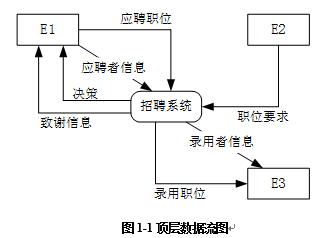 应聘职位
E1
E2
应聘者信息
决策
招聘系统
致谢信息
职位要求
录用者信息
录用职位
E3
图1-1 顶层数据流图